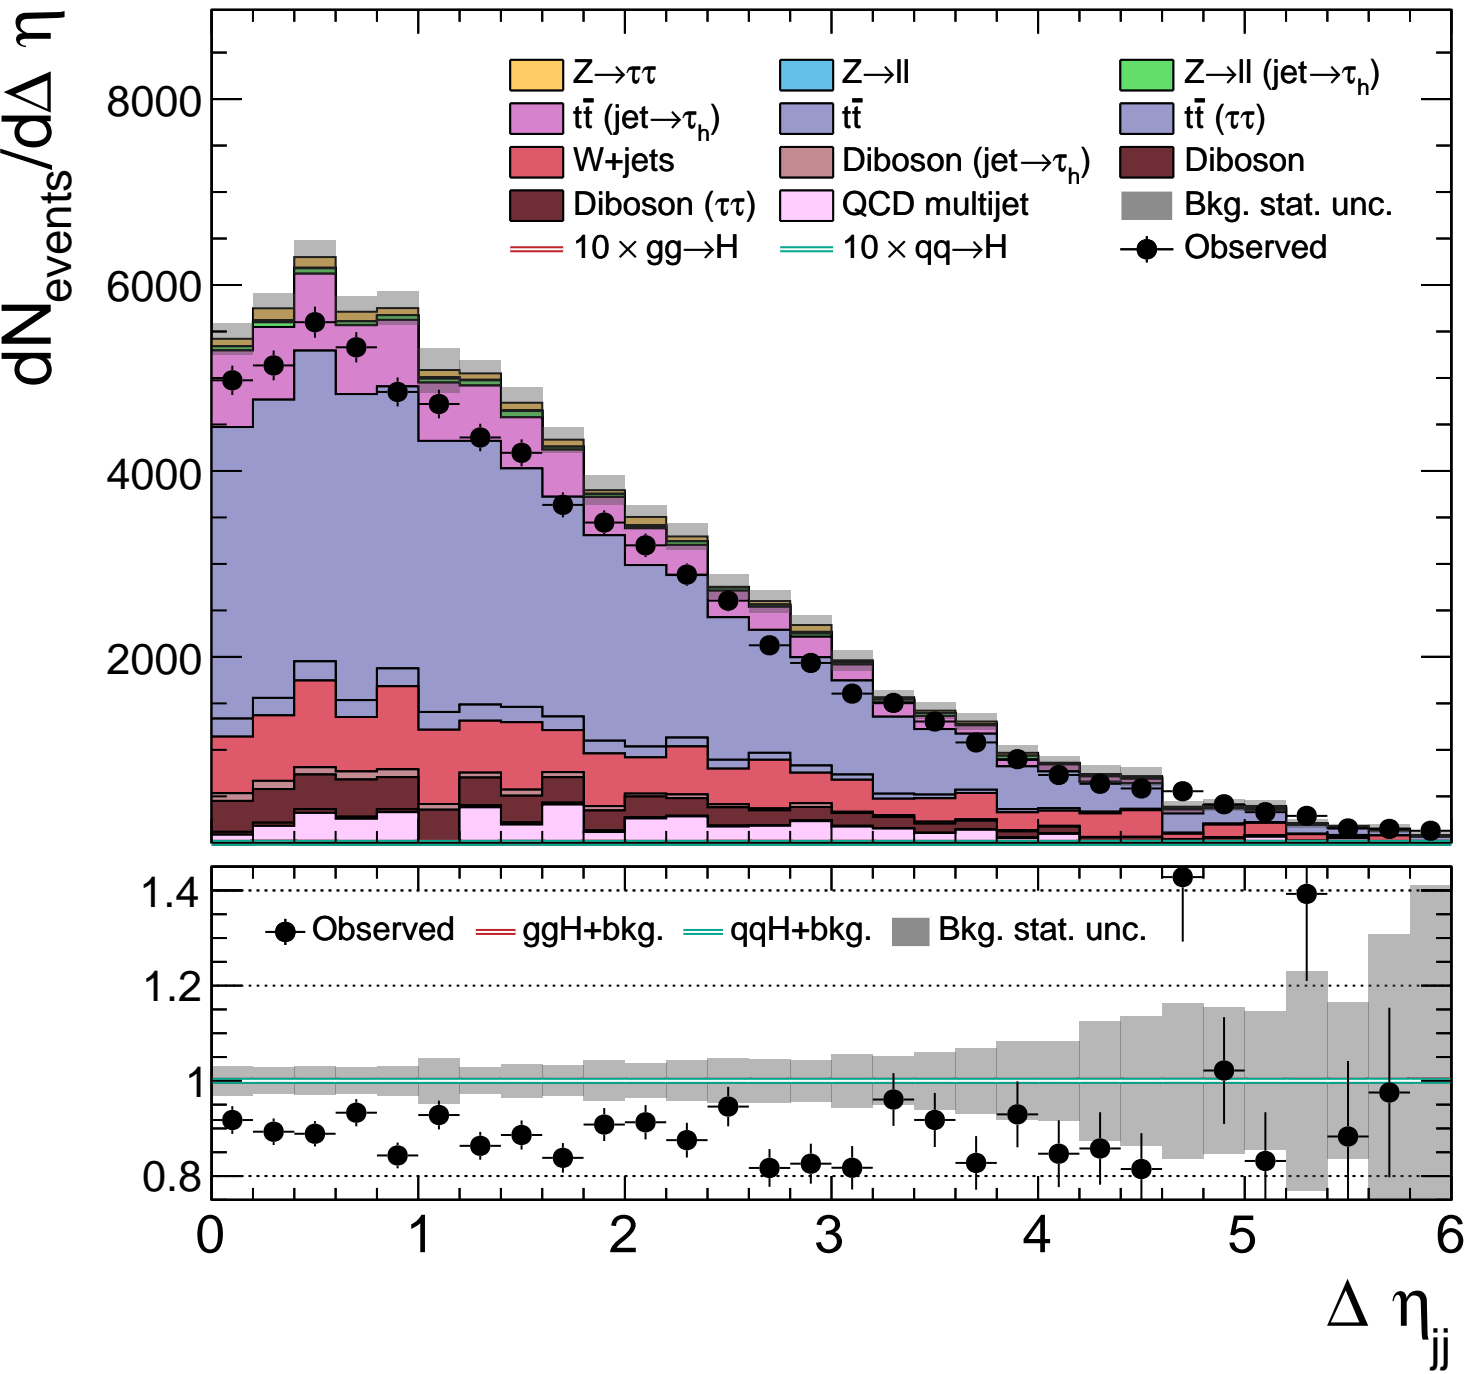 dN_events/dΔ η
8000
6000
4000
2000
Z→ττ Z→ll Z→ll (jet→τ_h)
tt̄ (jet→τ_h) tt̄ tt̄ (ττ)
W+jets Diboson (jet→τ_h) Diboson
Diboson (ττ) QCD multijet Bkg. stat. unc.
10 × gg→H 10 × qq→H Observed
1.4
1.2
1
0.8
Observed ggH+bkg. qqH+bkg. Bkg. stat. unc.
0 1 2 3 4 5 6
Δ η_jj